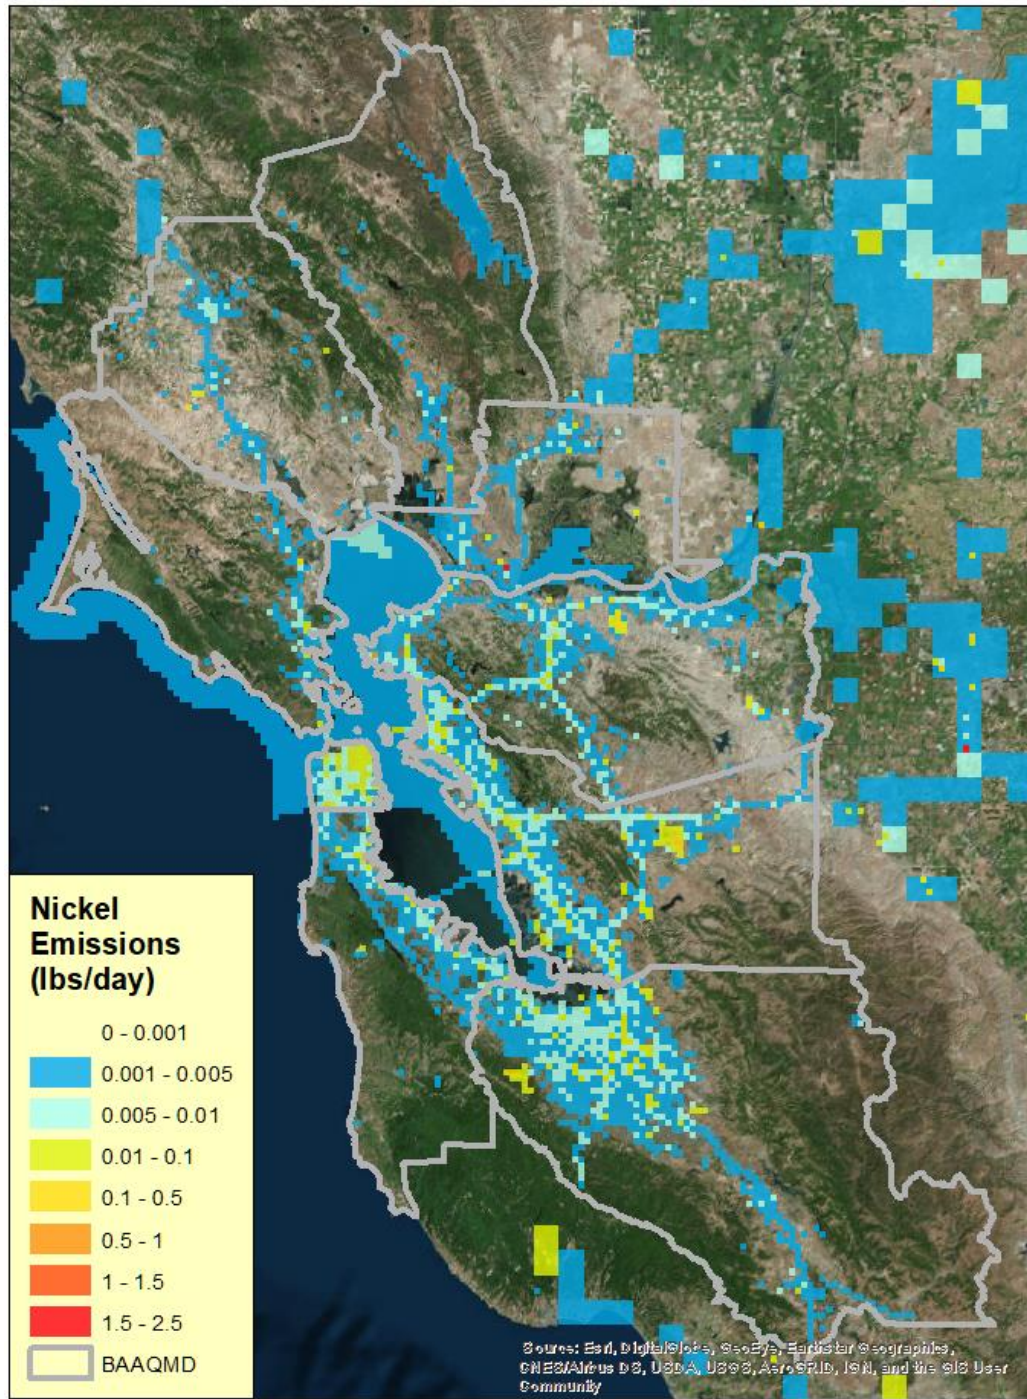 Nickel
Emissions
(lbs/day)
0 - 0.001
0.001 - 0.005
0.005 - 0.01
0.01 - 0.1
0.1 - 0.5
0.5 - 1
1 - 1.5
1.5 - 2.5
BAAQMD
Source: Esri, DigitalGlobe, GeoEye, Earthstar Geographics,
CNES/Airbus DS, USDA, USGS, AeroGRID, IGN, and the GIS User
Community